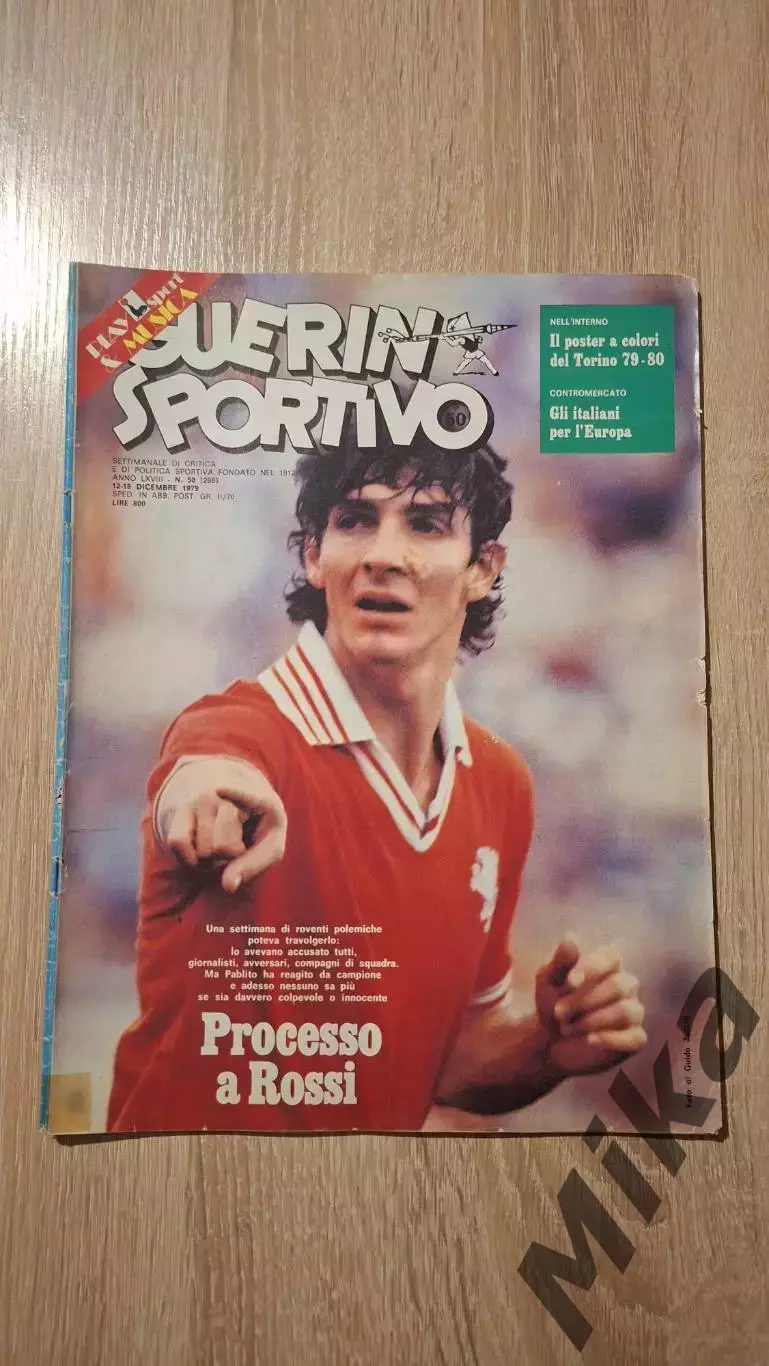 PLAY sport
& MUSICA
GUERIN
SPORTIVO
50
SETTIMANALE DI CRITICA
E DI POLITICA SPORTIVA FONDATO NEL 1912
ANNO LXVIII - N. 50 (266)
12-18 DICEMBRE 1979
SPED. IN ABB. POST. GR. II/70
LIRE 800
NELL'INTERNO
Il poster a colori
del Torino 79-80
CONTROMERCATO
Gli italiani
per l'Europa
Una settimana di roventi polemiche
poteva travolgerlo:
lo avevano accusato tutti,
giornalisti, avversari, compagni di squadra.
Ma Pablito ha reagito da campione
e adesso nessuno sa più
se sia davvero colpevole o innocente
Processo
a Rossi
Foto di Guido
Mika